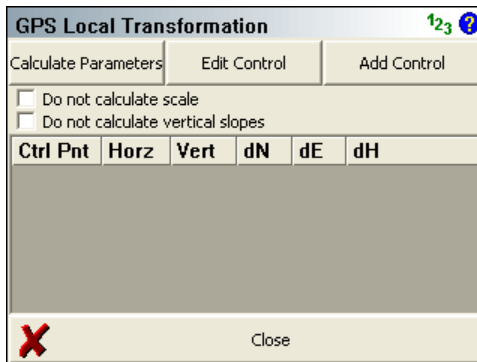 GPS Local Transformation 123 ?
Calculate Parameters Edit Control Add Control
Do not calculate scale
Do not calculate vertical slopes
Ctrl Pnt Horz Vert dN dE dH
Close